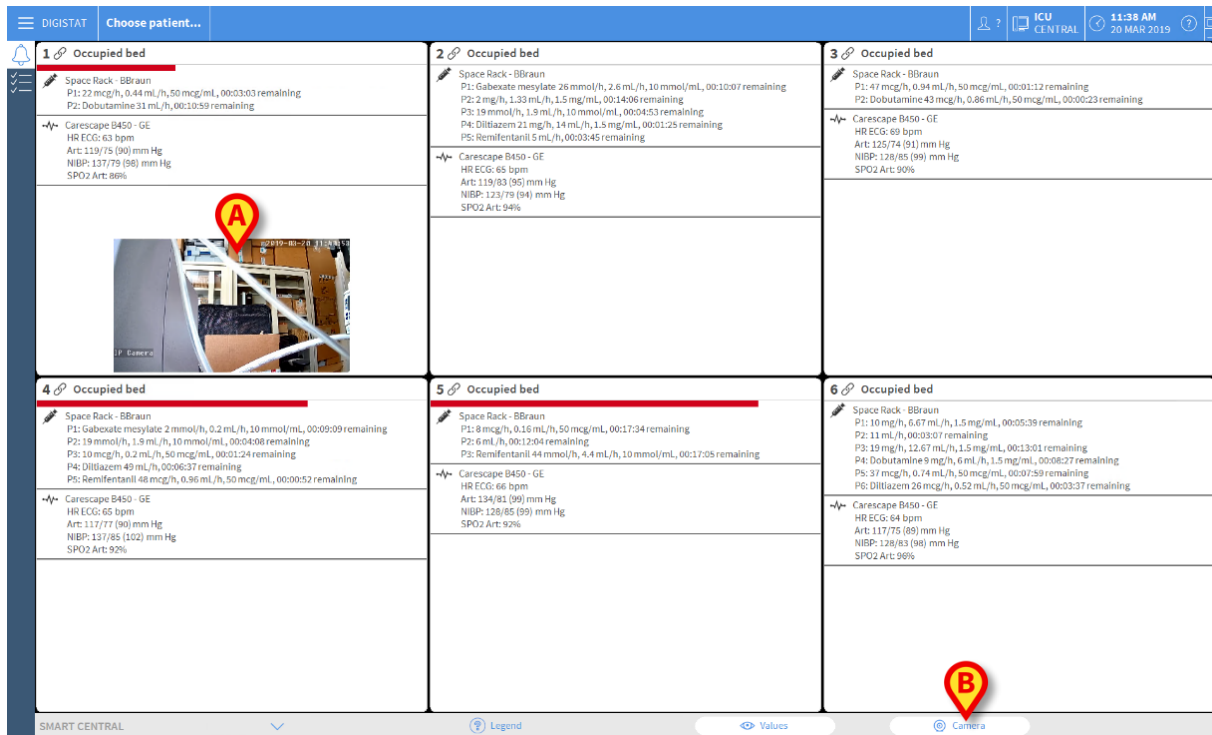 DIGISTAT
Choose patient...
?
ICU
CENTRAL
11:38 AM
20 MAR 2019
?
1 Occupied bed
Space Rack - BBraun
P1: 22 mcg/h, 0.44 mL/h, 50 mcg/mL, 00:03:03 remaining
P2: Dobutamine 31 mL/h, 00:10:59 remaining
Carescape B450 - GE
HR ECG: 63 bpm
Art: 119/75 (90) mm Hg
NIBP: 137/79 (98) mm Hg
SPO2 Art: 86%
A
IP Camera
2 Occupied bed
Space Rack - BBraun
P1: Gabexate mesylate 26 mmol/h, 2.6 mL/h, 10 mmol/mL, 00:10:07 remaining
P2: 2 mg/h, 1.33 mL/h, 1.5 mg/mL, 00:14:06 remaining
P3: 19 mmol/h, 1.9 mL/h, 10 mmol/mL, 00:04:53 remaining
P4: Diltiazem 21 mg/h, 14 mL/h, 1.5 mg/mL, 00:01:25 remaining
P5: Remifentanil 5 mL/h, 00:03:45 remaining
Carescape B450 - GE
HR ECG: 65 bpm
Art: 119/83 (95) mm Hg
NIBP: 123/79 (94) mm Hg
SPO2 Art: 94%
3 Occupied bed
Space Rack - BBraun
P1: 47 mcg/h, 0.94 mL/h, 50 mcg/mL, 00:01:12 remaining
P2: Dobutamine 43 mcg/h, 0.86 mL/h, 50 mcg/mL, 00:00:23 remaining
Carescape B450 - GE
HR ECG: 69 bpm
Art: 125/74 (91) mm Hg
NIBP: 128/85 (99) mm Hg
SPO2 Art: 90%
4 Occupied bed
Space Rack - BBraun
P1: Gabexate mesylate 2 mmol/h, 0.2 mL/h, 10 mmol/mL, 00:09:09 remaining
P2: 19 mmol/h, 1.9 mL/h, 10 mmol/mL, 00:04:08 remaining
P3: 10 mcg/h, 0.2 mL/h, 50 mcg/mL, 00:01:24 remaining
P4: Diltiazem 49 mL/h, 00:06:37 remaining
P5: Remifentanil 48 mcg/h, 0.96 mL/h, 50 mcg/mL, 00:00:52 remaining
Carescape B450 - GE
HR ECG: 65 bpm
Art: 117/77 (90) mm Hg
NIBP: 137/85 (102) mm Hg
SPO2 Art: 92%
5 Occupied bed
Space Rack - BBraun
P1: 8 mcg/h, 0.16 mL/h, 50 mcg/mL, 00:17:34 remaining
P2: 6 mL/h, 00:12:04 remaining
P3: Remifentanil 44 mmol/h, 4.4 mL/h, 10 mmol/mL, 00:17:05 remaining
Carescape B450 - GE
HR ECG: 66 bpm
Art: 134/81 (99) mm Hg
NIBP: 128/85 (99) mm Hg
SPO2 Art: 92%
6 Occupied bed
Space Rack - BBraun
P1: 10 mg/h, 6.67 mL/h, 1.5 mg/mL, 00:05:39 remaining
P2: 11 mL/h, 00:03:07 remaining
P3: 19 mg/h, 12.67 mL/h, 1.5 mg/mL, 00:13:01 remaining
P4: Dobutamine 9 mg/h, 6 mL/h, 1.5 mg/mL, 00:08:27 remaining
P5: 37 mcg/h, 0.74 mL/h, 50 mcg/mL, 00:07:59 remaining
P6: Diltiazem 26 mcg/h, 0.52 mL/h, 50 mcg/mL, 00:03:37 remaining
Carescape B450 - GE
HR ECG: 64 bpm
Art: 117/75 (89) mm Hg
NIBP: 128/83 (98) mm Hg
SPO2 Art: 96%
B
SMART CENTRAL
? Legend
Values
Camera